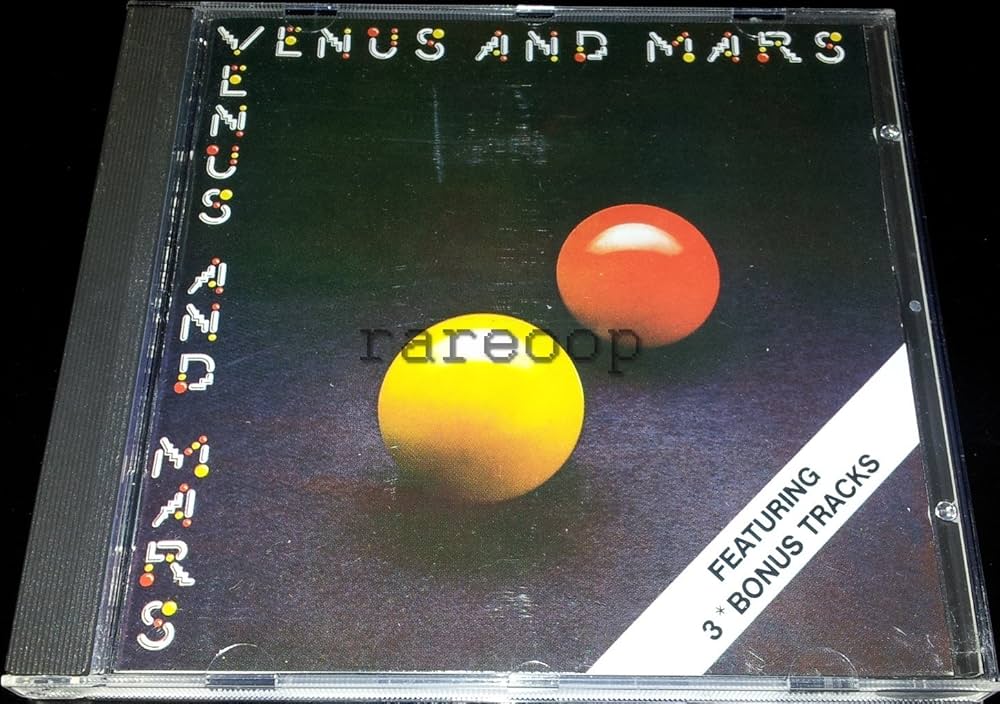 VENUS AND MARS
VENUS AND MARS
rareoop
FEATURING
3* BONUS TRACKS